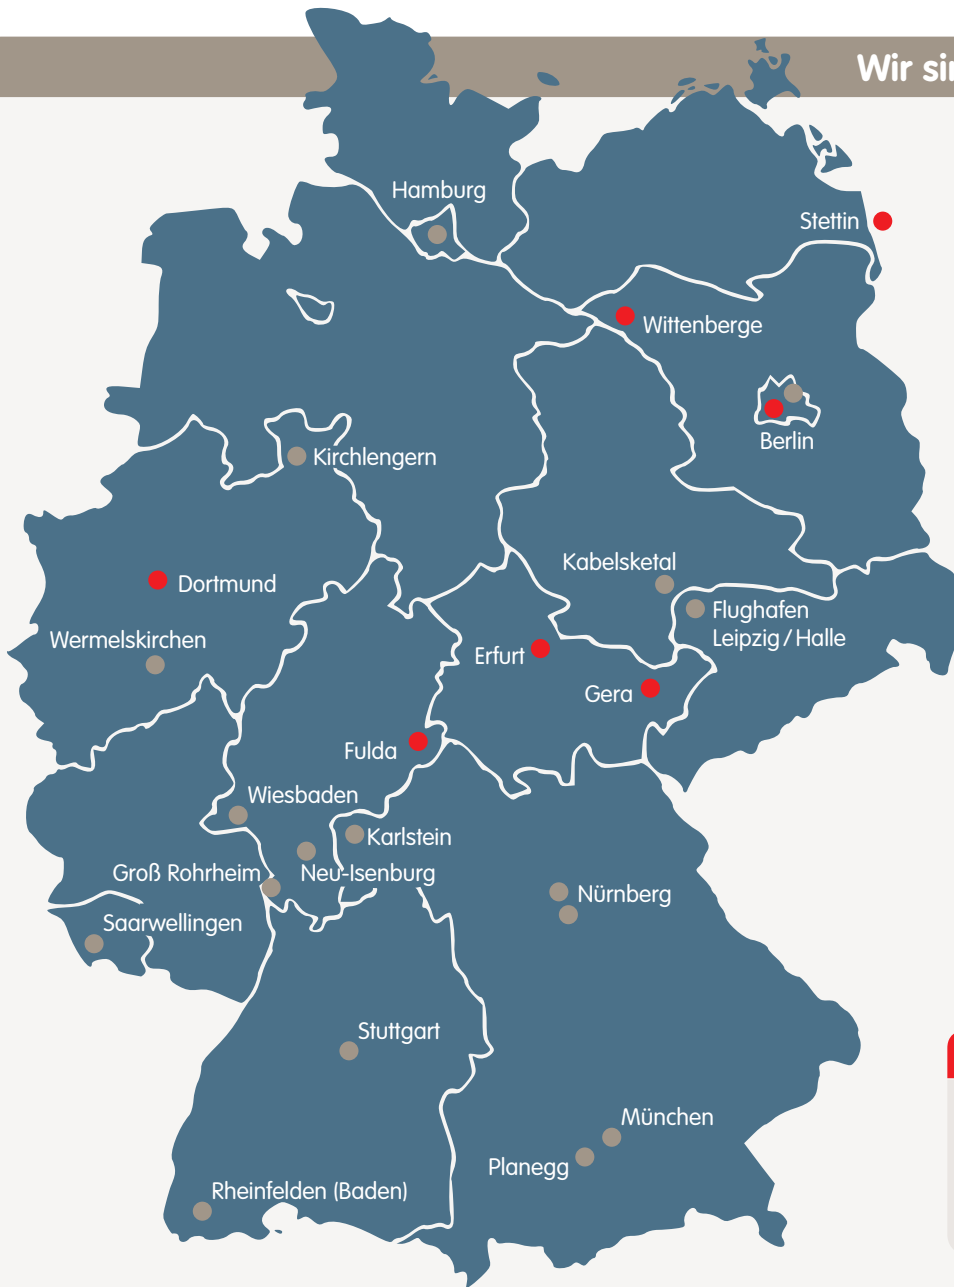 Wir sin
Hamburg
Stettin
Wittenberge
Berlin
Kirchlengern
Kabelsketal
Dortmund
Flughafen
Leipzig / Halle
Wermelskirchen
Erfurt
Gera
Fulda
Wiesbaden
Karlstein
Groß Rohrheim
Neu-Isenburg
Nürnberg
Saarwellingen
Stuttgart
München
Planegg
Rheinfelden (Baden)